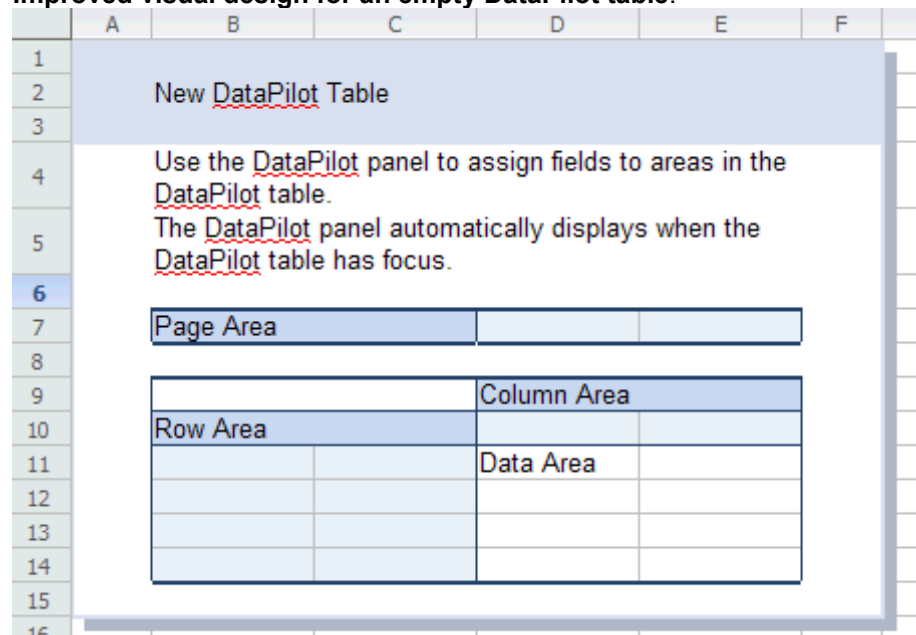 Improved visual design for an empty DataPilot table.
A B C D E F
1
2 New DataPilot Table
3
4 Use the DataPilot panel to assign fields to areas in the
DataPilot table.
5 The DataPilot panel automatically displays when the
DataPilot table has focus.
6
7 Page Area
8
9 Column Area
10 Row Area
11 Data Area
12
13
14
15
16